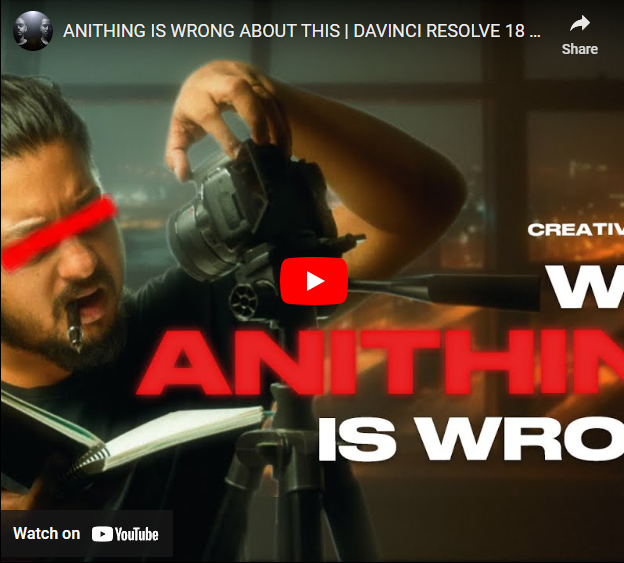 ANITHING IS WRONG ABOUT THIS | DAVINCI RESOLVE 18 ...
Share
CREATIV
W
ANITHIN
IS WRO
Watch on YouTube